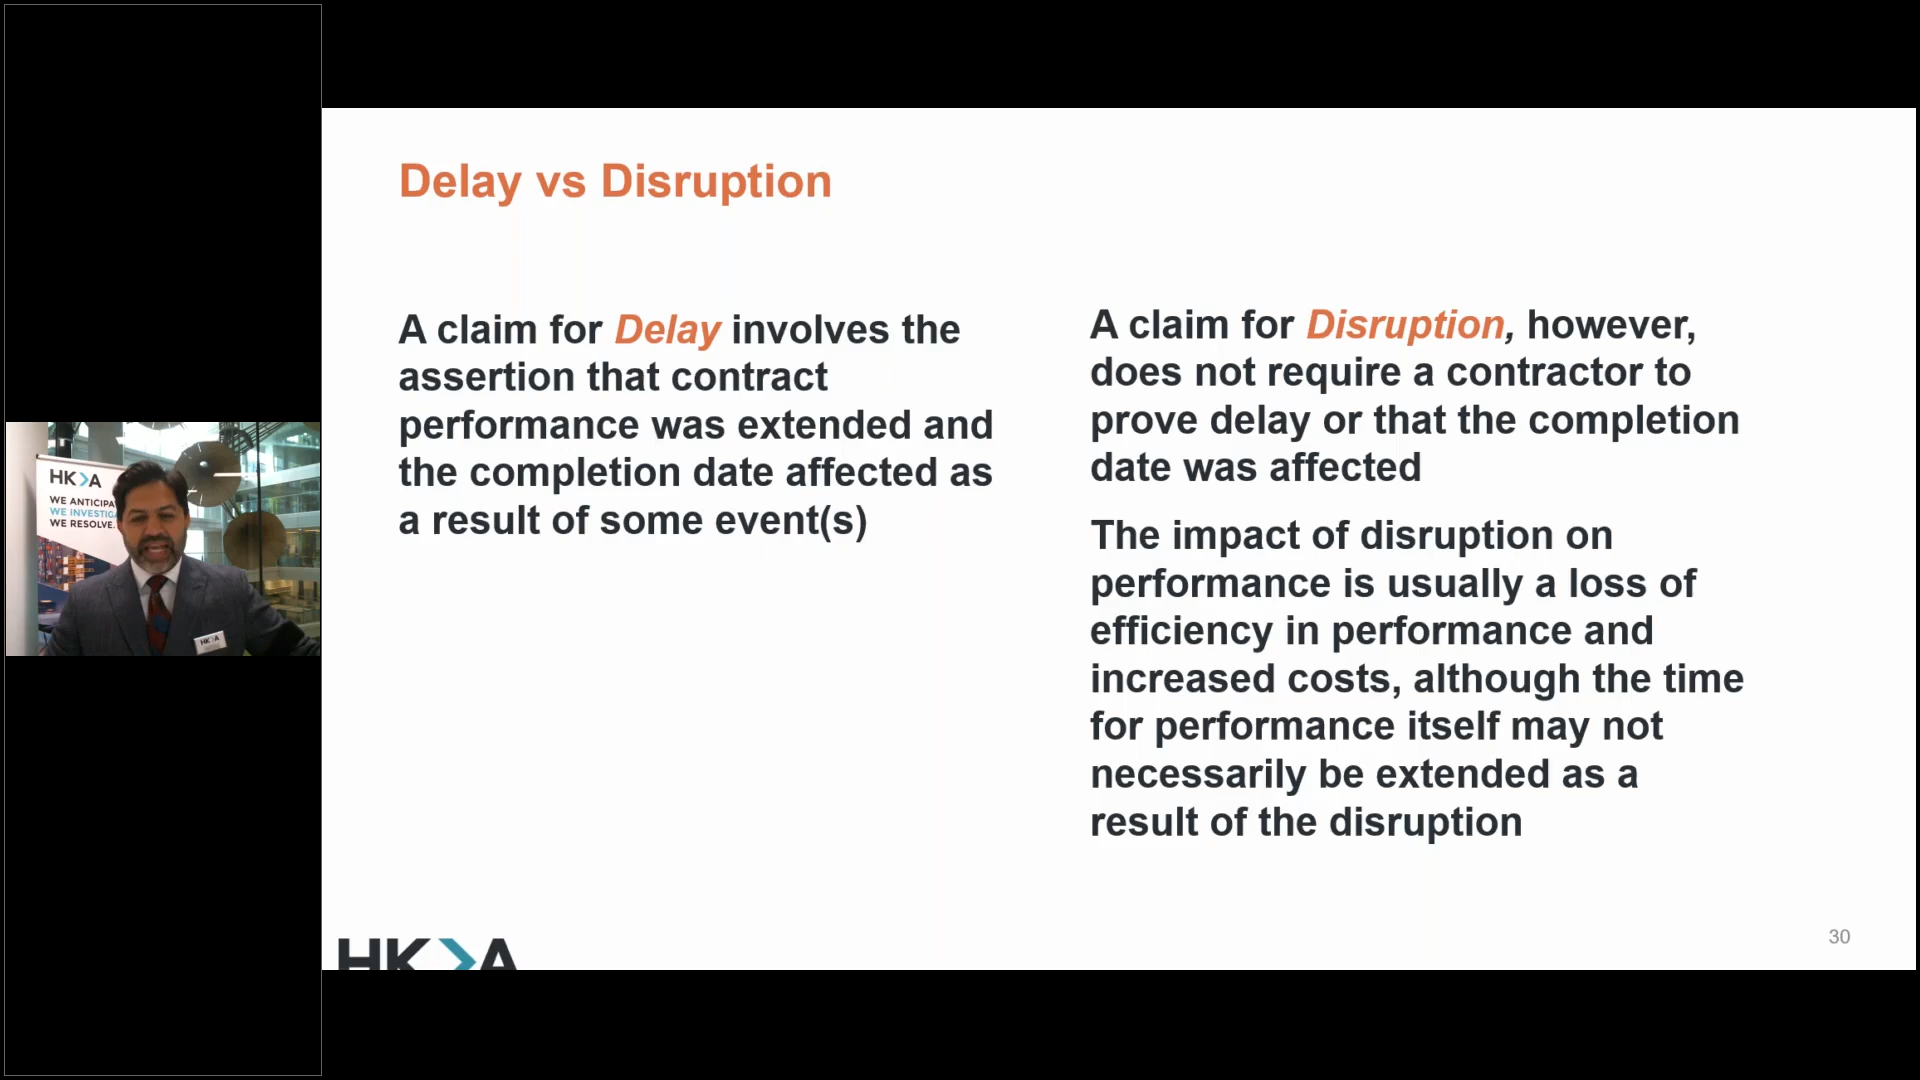 Delay vs Disruption
A claim for Delay involves the
assertion that contract
performance was extended and
the completion date affected as
a result of some event(s)
A claim for Disruption, however,
does not require a contractor to
prove delay or that the completion
date was affected
The impact of disruption on
performance is usually a loss of
efficiency in performance and
increased costs, although the time
for performance itself may not
necessarily be extended as a
result of the disruption
HKA
30
HKA
WE ANTICIPA
WE INVESTIG
WE RESOLVE.
HKA